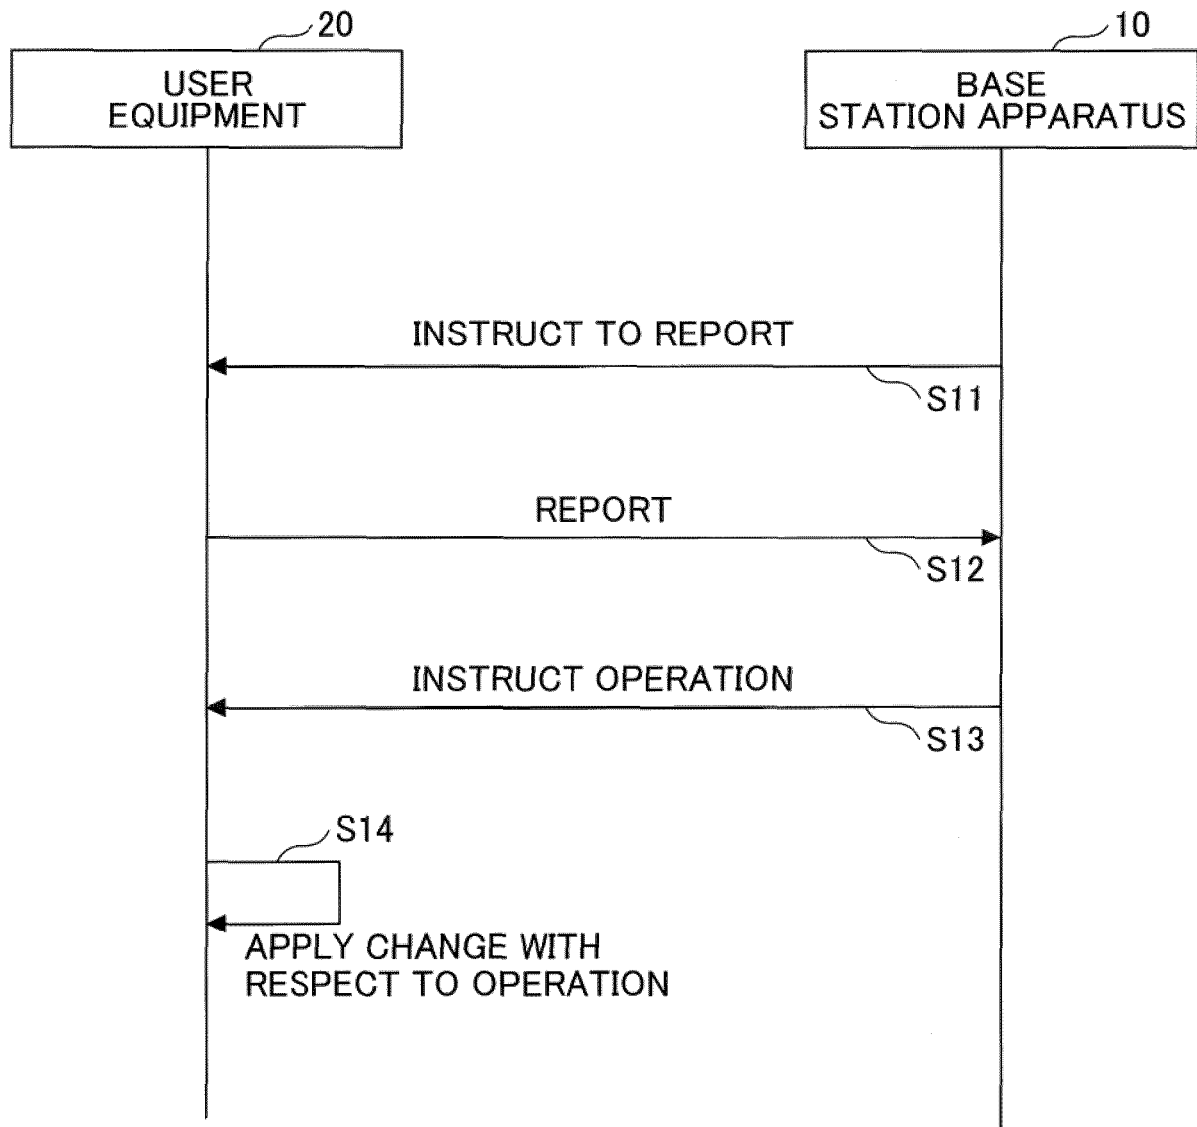 20
10
USER
EQUIPMENT
BASE
STATION APPARATUS
INSTRUCT TO REPORT
S11
REPORT
S12
INSTRUCT OPERATION
S13
S14
APPLY CHANGE WITH
RESPECT TO OPERATION